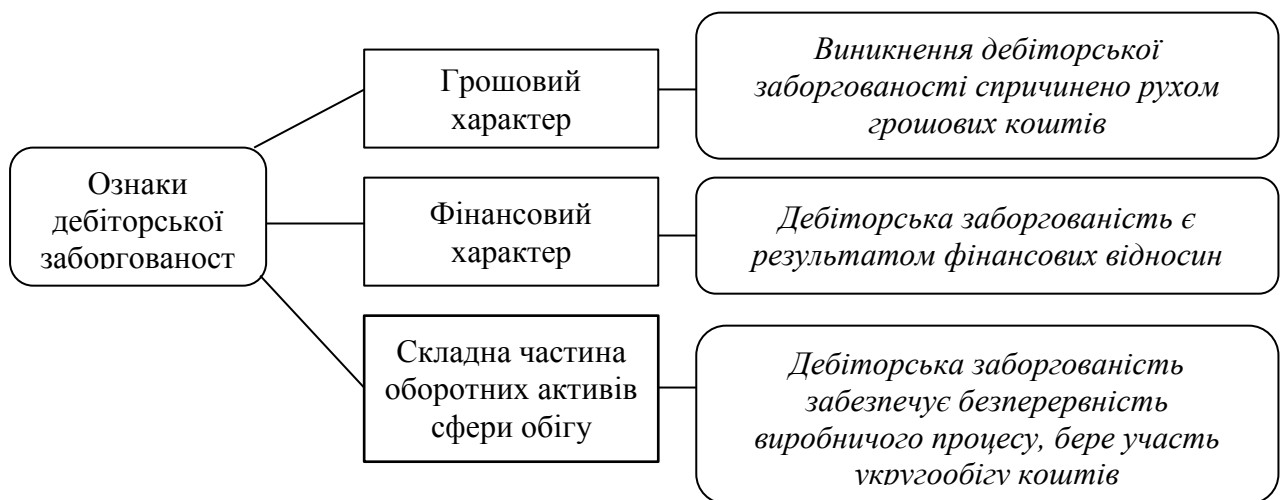 Ознаки
дебіторської
заборгованост
Грошовий
характер
Виникнення дебіторської
заборгованості спричинено рухом
грошових коштів
Фінансовий
характер
Дебіторська заборгованість є
результатом фінансових відносин
Складна частина
оборотних активів
сфери обігу
Дебіторська заборгованість
забезпечує безперервність
виробничого процесу, бере участь
укругообігу коштів